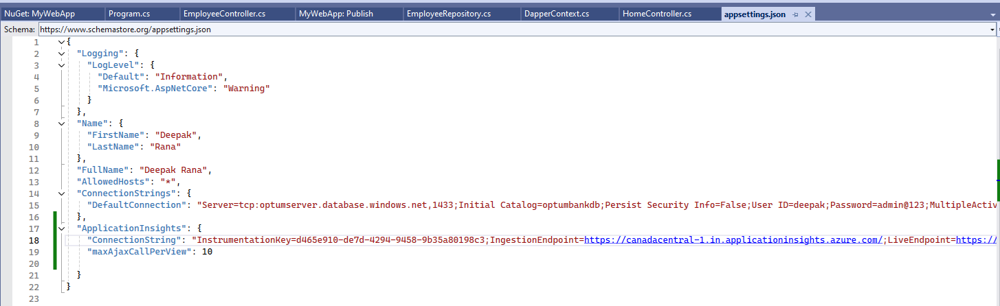 NuGet: MyWebApp Program.cs EmployeeController.cs MyWebApp: Publish EmployeeRepository.cs DapperContext.cs HomeController.cs appsettings.json
Schema: https://www.schemastore.org/appsettings.json
1 {
2 "Logging": {
3 "LogLevel": {
4 "Default": "Information",
5 "Microsoft.AspNetCore": "Warning"
6 }
7 },
8 "Name": {
9 "FirstName": "Deepak",
10 "LastName": "Rana"
11 },
12 "FullName": "Deepak Rana",
13 "AllowedHosts": "*",
14 "ConnectionStrings": {
15 "DefaultConnection": "Server=tcp:optumserver.database.windows.net,1433;Initial Catalog=optumbankdb;Persist Security Info=False;User ID=deepak;Password=admin@123;MultipleActiv
16 },
17 "ApplicationInsights": {
18 "ConnectionString": "InstrumentationKey=d465e910-de7d-4294-9458-9b35a80198c3;IngestionEndpoint=https://canadacentral-1.in.applicationinsights.azure.com/;LiveEndpoint=https://
19 "maxAjaxCallPerView": 10
20
21 }
22 }
23